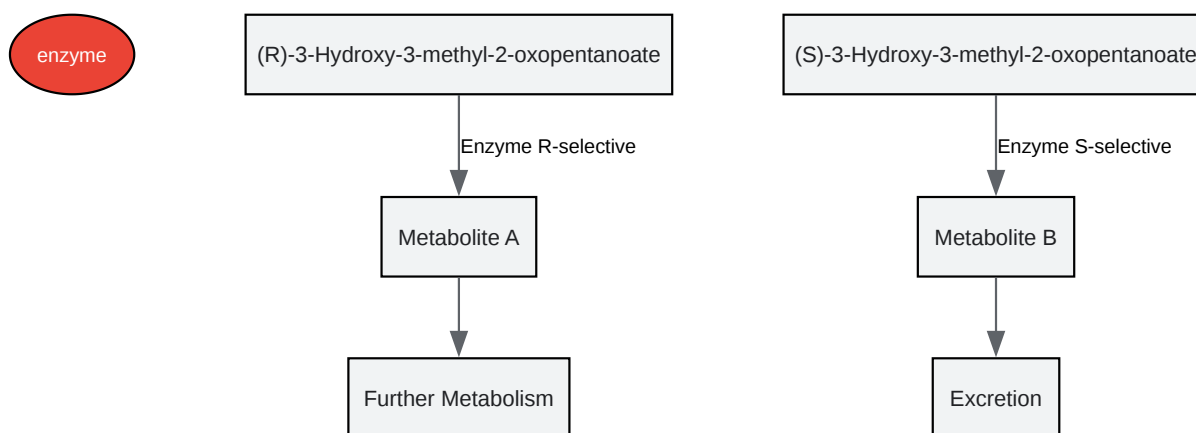 enzyme
(R)-3-Hydroxy-3-methyl-2-oxopentanoate
(S)-3-Hydroxy-3-methyl-2-oxopentanoate
Enzyme R-selective
Enzyme S-selective
Metabolite A
Metabolite B
Further Metabolism
Excretion